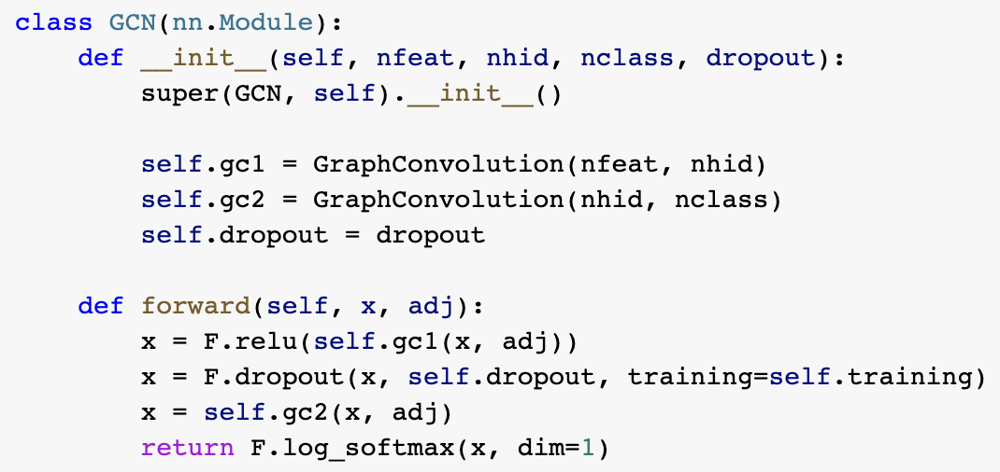 class GCN(nn.Module):
    def __init__(self, nfeat, nhid, nclass, dropout):
        super(GCN, self).__init__()

        self.gc1 = GraphConvolution(nfeat, nhid)
        self.gc2 = GraphConvolution(nhid, nclass)
        self.dropout = dropout

    def forward(self, x, adj):
        x = F.relu(self.gc1(x, adj))
        x = F.dropout(x, self.dropout, training=self.training)
        x = self.gc2(x, adj)
        return F.log_softmax(x, dim=1)